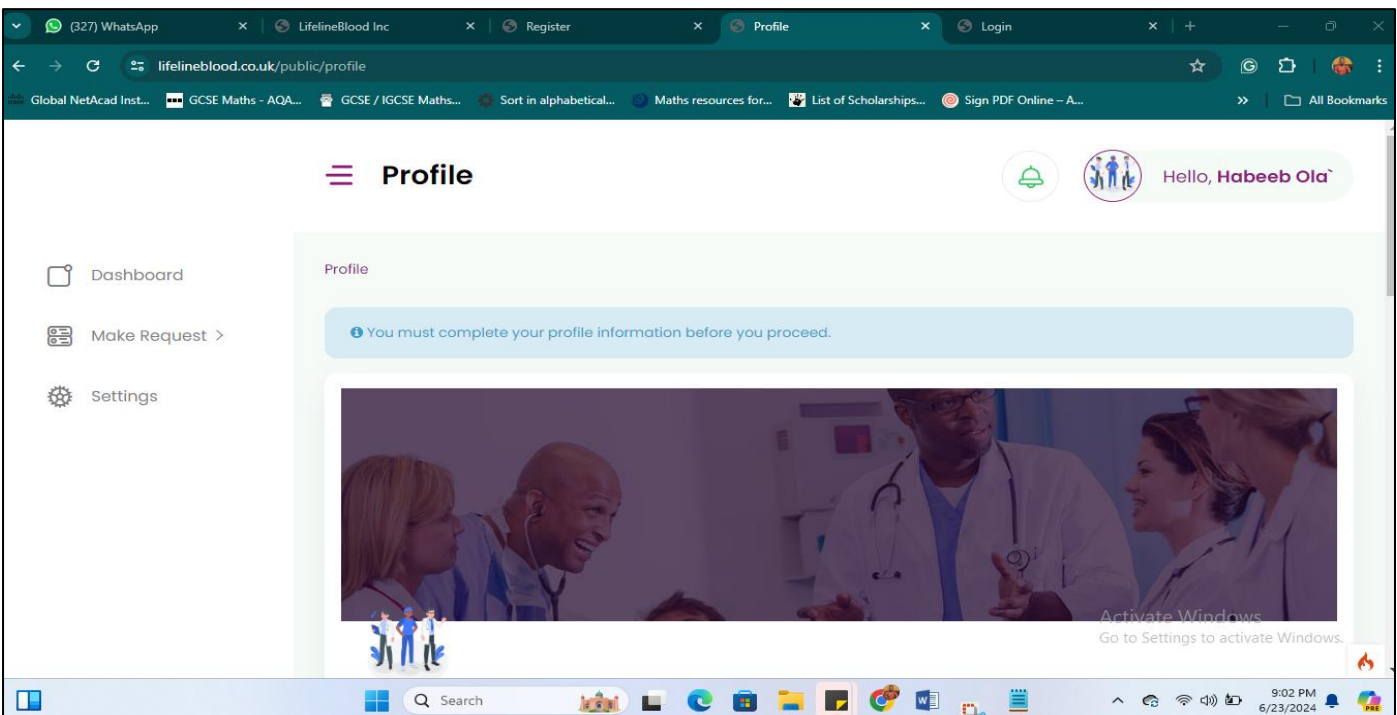 (327) WhatsApp
LifelineBlood Inc
Register
Profile
Login
lifelineblood.co.uk/public/profile
Global NetAcad Inst...
GCSE Maths - AQA...
GCSE / IGCSE Maths...
Sort in alphabetical...
Maths resources for...
List of Scholarships...
Sign PDF Online – A...
All Bookmarks
Profile
Hello, Habeeb Ola`
Dashboard
Make Request >
Settings
Profile
You must complete your profile information before you proceed.
Activate Windows
Go to Settings to activate Windows.
Search
9:02 PM
6/23/2024
PRE